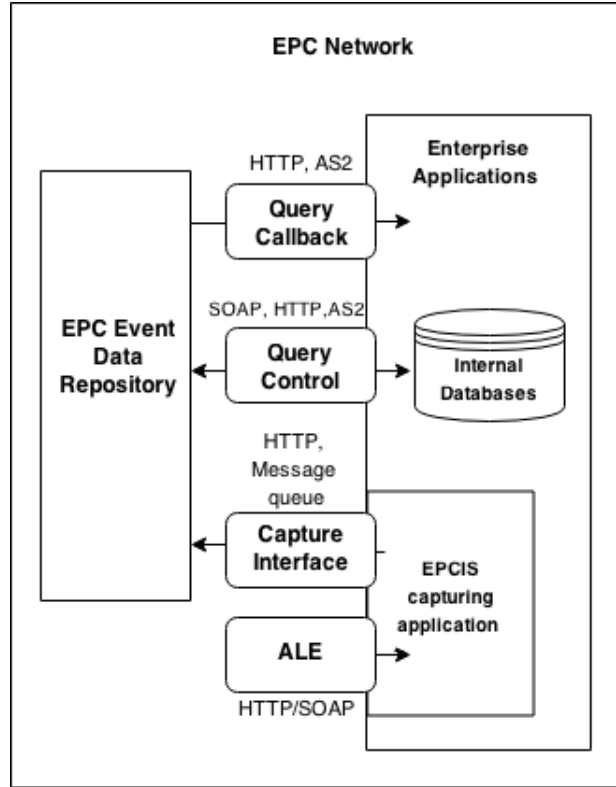 EPC Network
HTTP, AS2
Enterprise
Applications
Query
Callback
SOAP, HTTP,AS2
EPC Event
Data
Repository
Query
Control
Internal
Databases
HTTP,
Message
queue
Capture
Interface
EPCIS
capturing
application
ALE
HTTP/SOAP